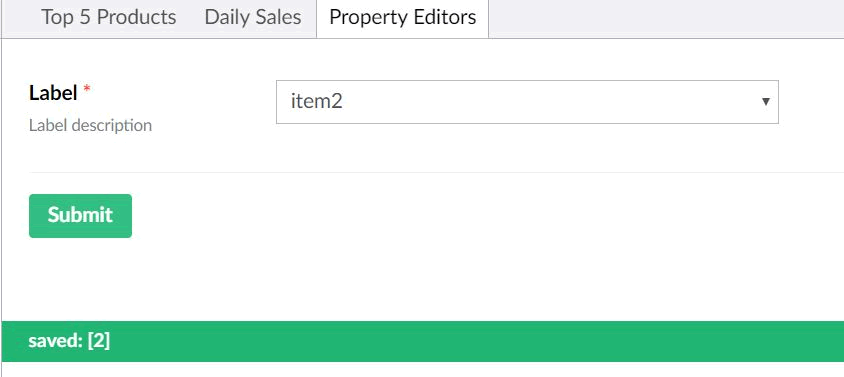 Top 5 Products Daily Sales Property Editors
Label * item2
Label description
Submit
saved: [2]